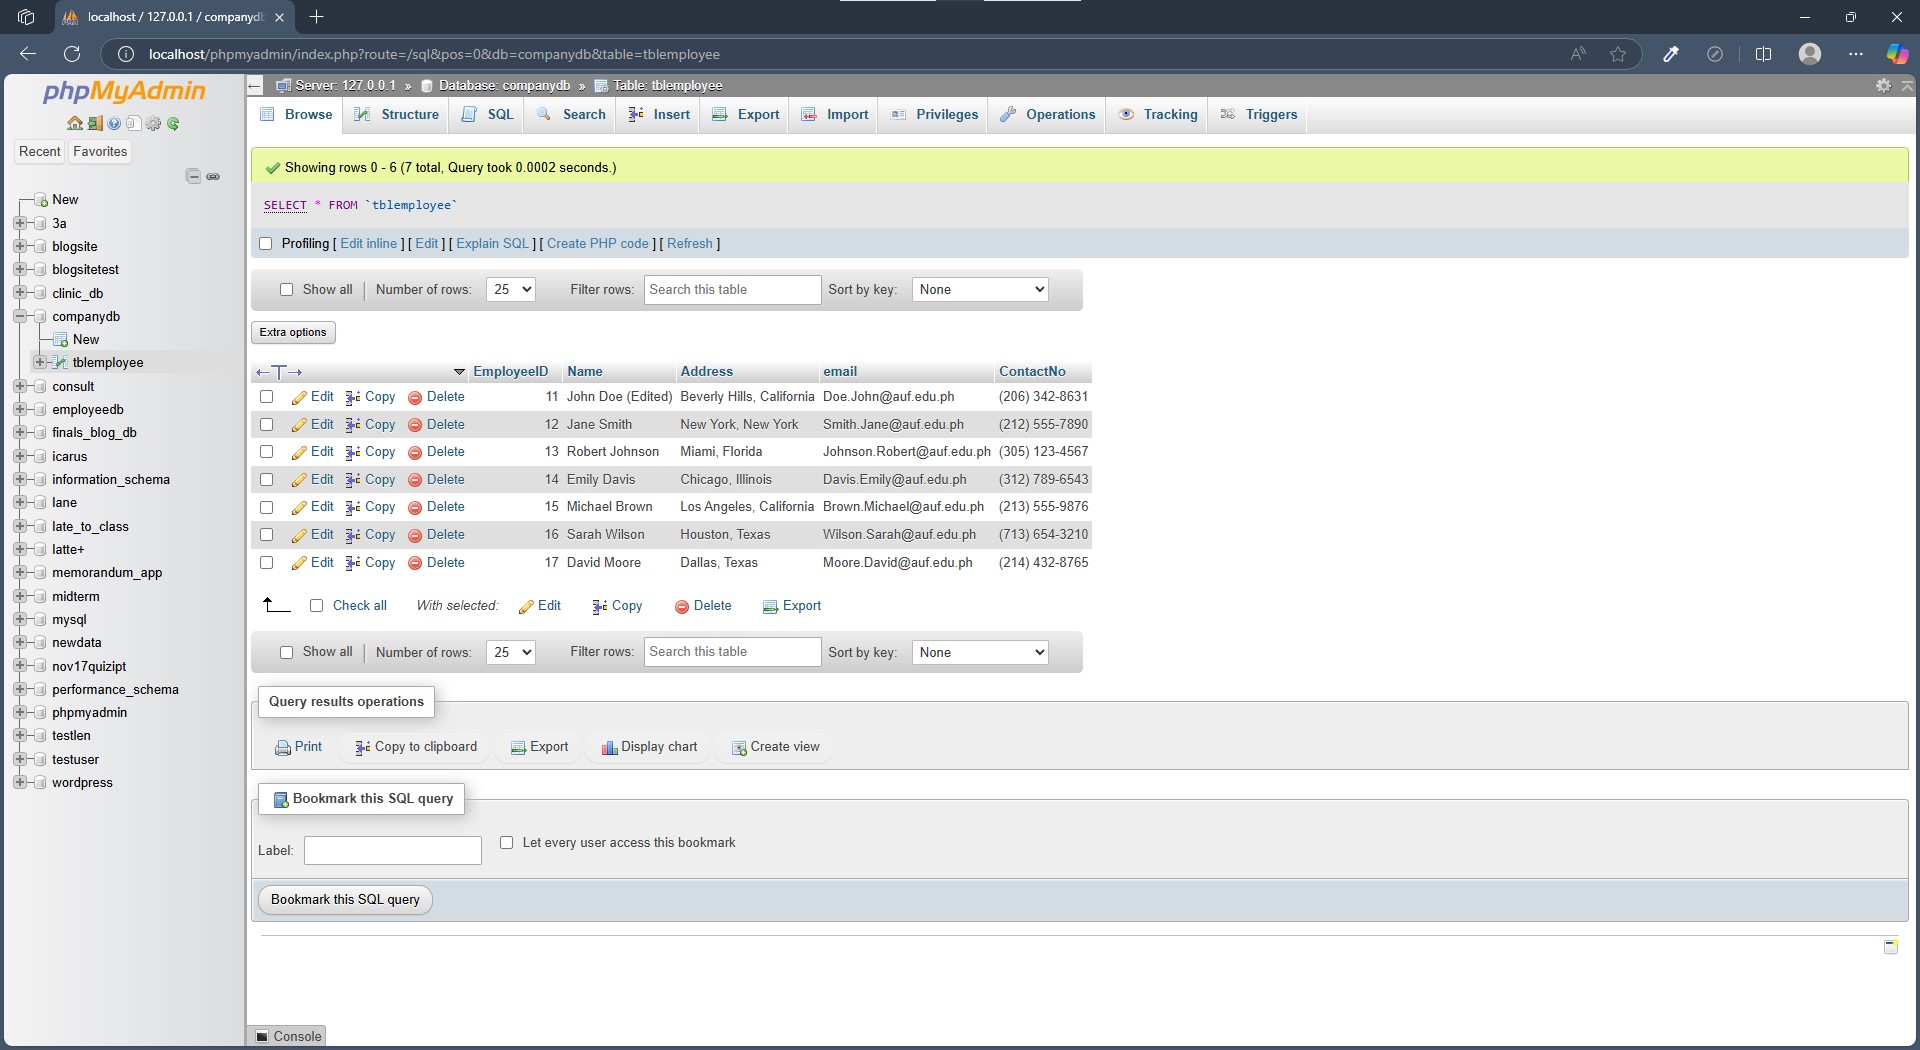 localhost / 127.0.0.1 / companydb
localhost/phpmyadmin/index.php?route=/sql&pos=0&db=companydb&table=tblemployee
phpMyAdmin
Recent Favorites
New
3a
blogsite
blogsitetest
clinic_db
companydb
New
tblemployee
consult
employeedb
finals_blog_db
icarus
information_schema
lane
late_to_class
latte+
memorandum_app
midterm
mysql
newdata
nov17quizipt
performance_schema
phpmyadmin
testlen
testuser
wordpress
Server: 127.0.0.1 » Database: companydb » Table: tblemployee
Browse Structure SQL Search Insert Export Import Privileges Operations Tracking Triggers
Showing rows 0 - 6 (7 total, Query took 0.0002 seconds.)
SELECT * FROM `tblemployee`
Profiling [ Edit inline ] [ Edit ] [ Explain SQL ] [ Create PHP code ] [ Refresh ]
Show all | Number of rows: 25 Filter rows: Search this table Sort by key: None
Extra options
EmployeeID Name Address email ContactNo
Edit Copy Delete 11 John Doe (Edited) Beverly Hills, California Doe.John@auf.edu.ph (206) 342-8631
Edit Copy Delete 12 Jane Smith New York, New York Smith.Jane@auf.edu.ph (212) 555-7890
Edit Copy Delete 13 Robert Johnson Miami, Florida Johnson.Robert@auf.edu.ph (305) 123-4567
Edit Copy Delete 14 Emily Davis Chicago, Illinois Davis.Emily@auf.edu.ph (312) 789-6543
Edit Copy Delete 15 Michael Brown Los Angeles, California Brown.Michael@auf.edu.ph (213) 555-9876
Edit Copy Delete 16 Sarah Wilson Houston, Texas Wilson.Sarah@auf.edu.ph (713) 654-3210
Edit Copy Delete 17 David Moore Dallas, Texas Moore.David@auf.edu.ph (214) 432-8765
Check all With selected: Edit Copy Delete Export
Show all | Number of rows: 25 Filter rows: Search this table Sort by key: None
Query results operations
Print Copy to clipboard Export Display chart Create view
Bookmark this SQL query
Label: Let every user access this bookmark
Bookmark this SQL query
Console